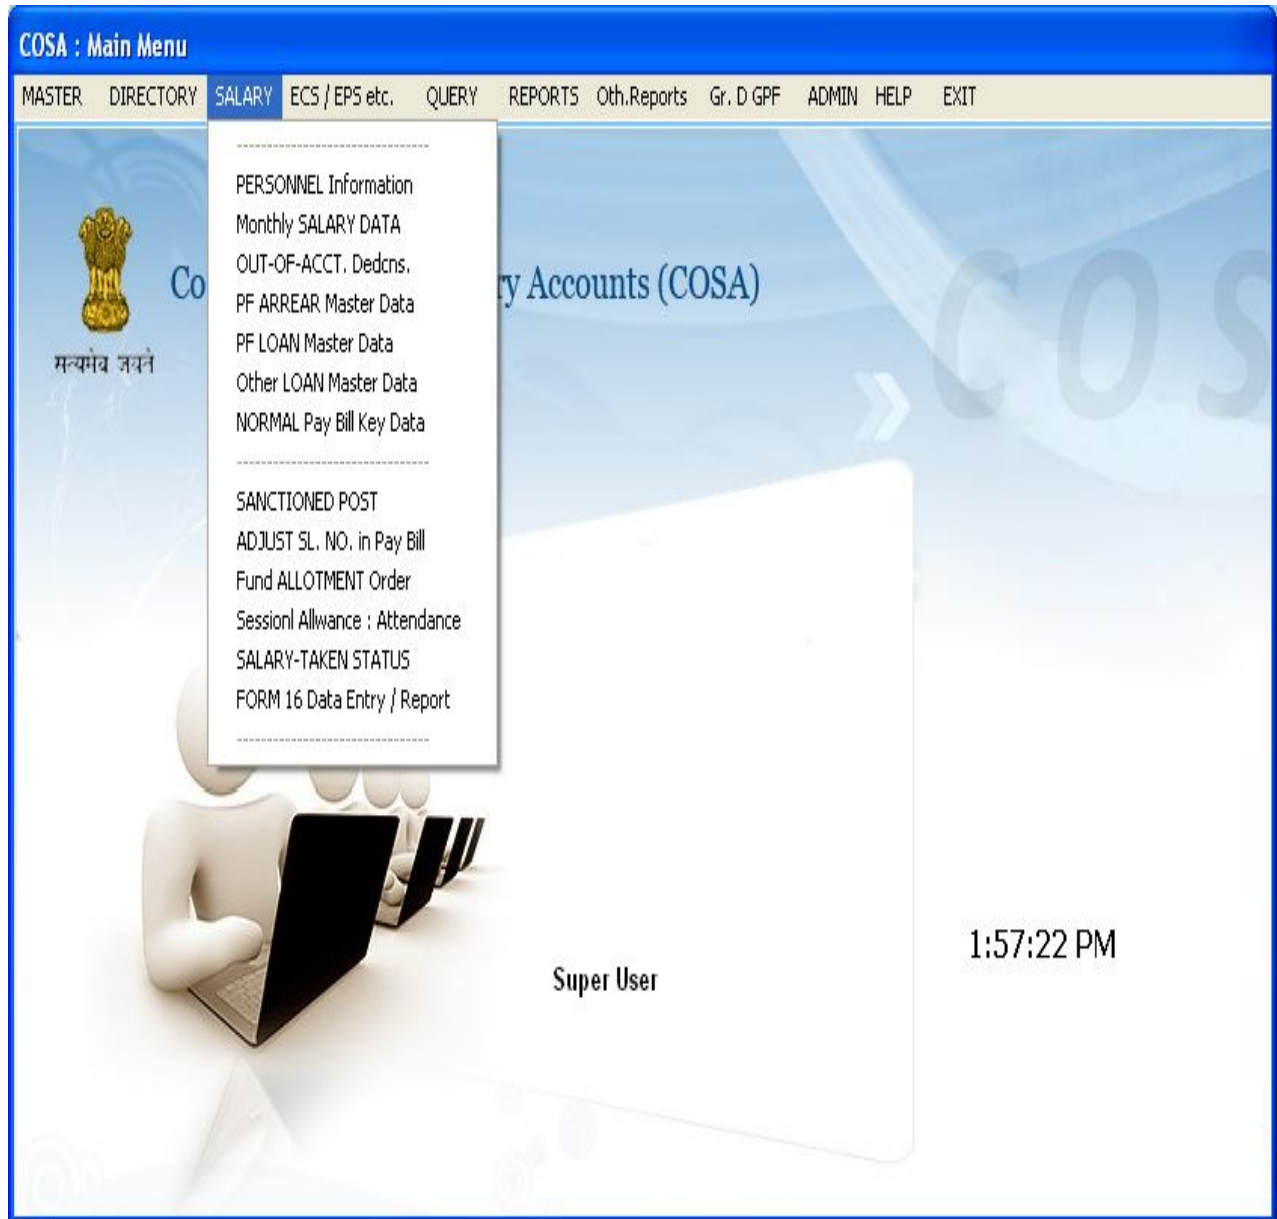 COSA : Main Menu
MASTER DIRECTORY SALARY ECS / EPS etc. QUERY REPORTS Oth.Reports Gr. D GPF ADMIN HELP EXIT
--------------------------------
PERSONNEL Information
Monthly SALARY DATA
OUT-OF-ACCT. Dedcns.
PF ARREAR Master Data
PF LOAN Master Data
Other LOAN Master Data
NORMAL Pay Bill Key Data
--------------------------------
SANCTIONED POST
ADJUST SL. NO. in Pay Bill
Fund ALLOTMENT Order
Sessionl Allwance : Attendance
SALARY-TAKEN STATUS
FORM 16 Data Entry / Report
--------------------------------
Co ry Accounts (COSA)
COS
सत्यमेव जयते
1:57:22 PM
Super User